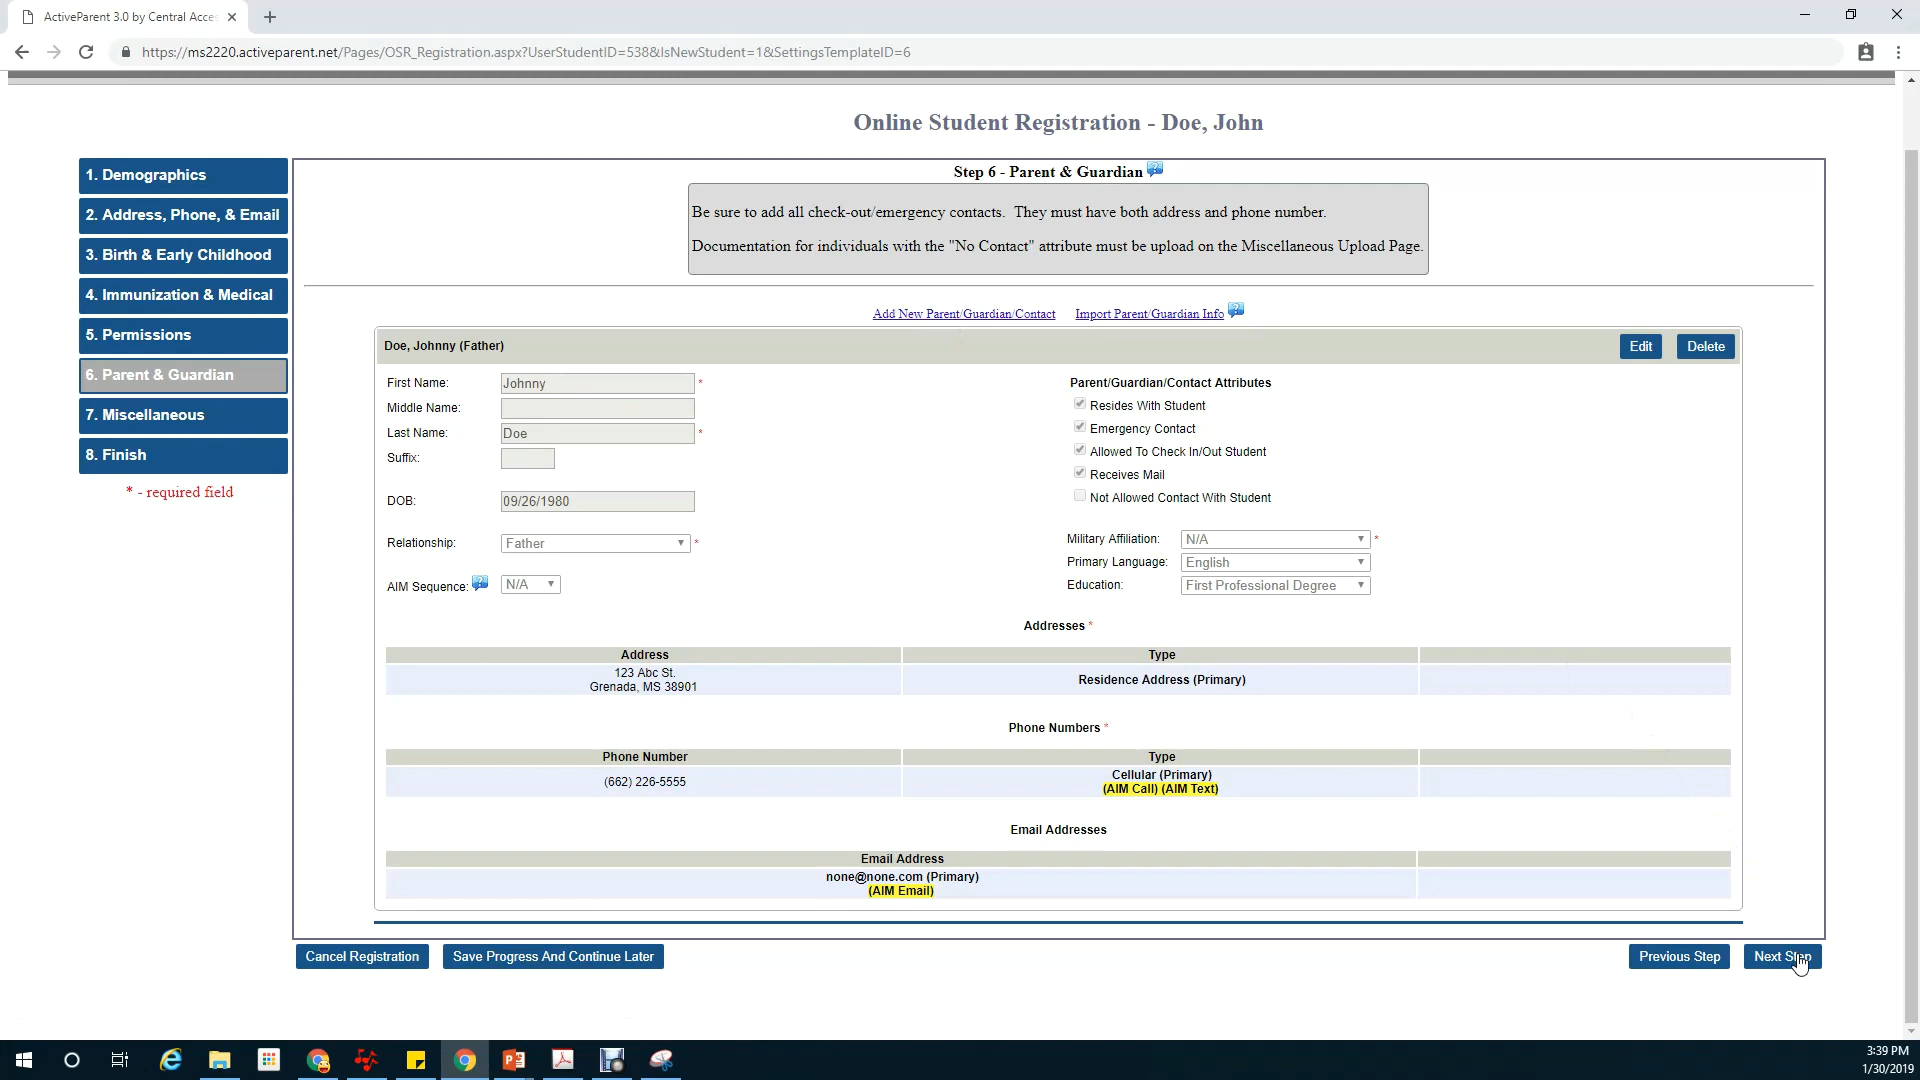 ActiveParent 3.0 by Central Acce
https://ms2220.activeparent.net/Pages/OSR_Registration.aspx?UserStudentID=538&IsNewStudent=1&SettingsTemplateID=6
Online Student Registration - Doe, John
1. Demographics
2. Address, Phone, & Email
3. Birth & Early Childhood
4. Immunization & Medical
5. Permissions
6. Parent & Guardian
7. Miscellaneous
8. Finish
* - required field
Step 6 - Parent & Guardian
Be sure to add all check-out/emergency contacts. They must have both address and phone number.
Documentation for individuals with the "No Contact" attribute must be upload on the Miscellaneous Upload Page.
Add New Parent/Guardian/Contact Import Parent/Guardian Info
Doe, Johnny (Father) Edit Delete
First Name: Johnny *
Middle Name:
Last Name: Doe *
Suffix:
DOB: 09/26/1980
Relationship: Father *
AIM Sequence: N/A
Parent/Guardian/Contact Attributes
Resides With Student
Emergency Contact
Allowed To Check In/Out Student
Receives Mail
Not Allowed Contact With Student
Military Affiliation: N/A *
Primary Language: English
Education: First Professional Degree
Addresses *
Address Type
123 Abc St.
Grenada, MS 38901
Residence Address (Primary)
Phone Numbers *
Phone Number Type
(662) 226-5555
Cellular (Primary)
(AIM Call) (AIM Text)
Email Addresses
Email Address
none@none.com (Primary)
(AIM Email)
Cancel Registration Save Progress And Continue Later Previous Step Next Step
3:39 PM
1/30/2019